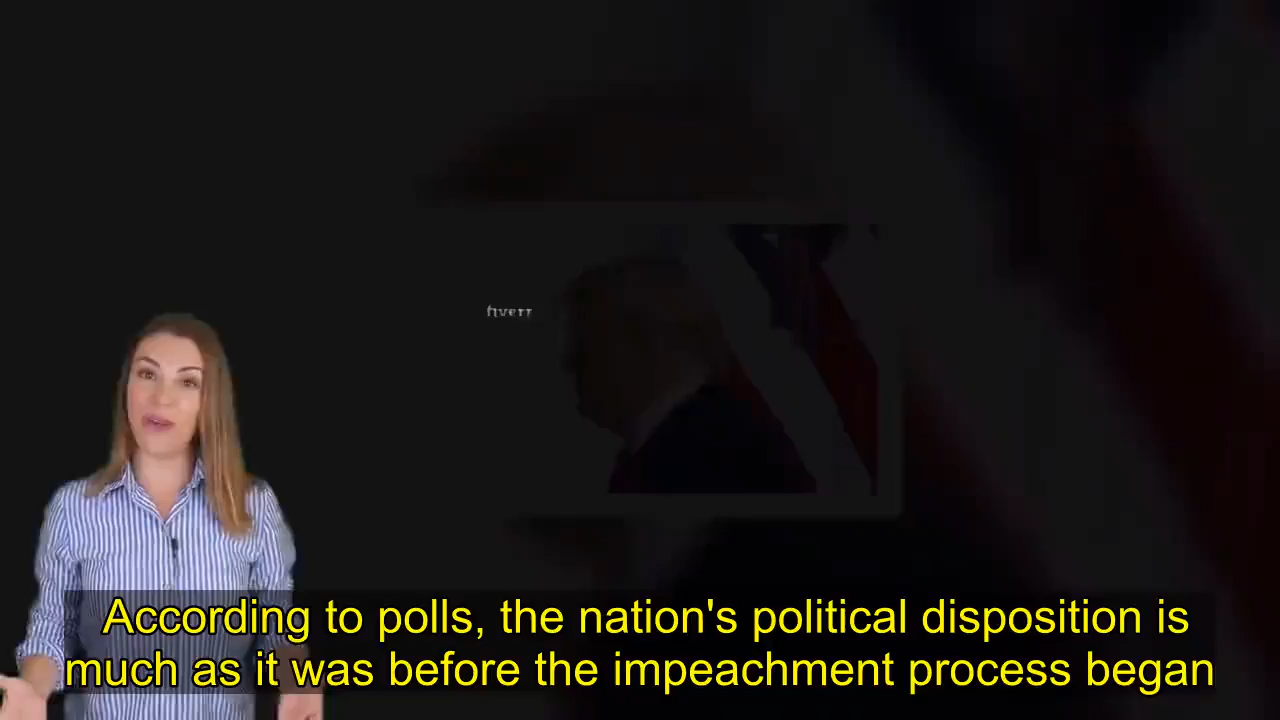 fiverr
According to polls, the nation's political disposition is
much as it was before the impeachment process began